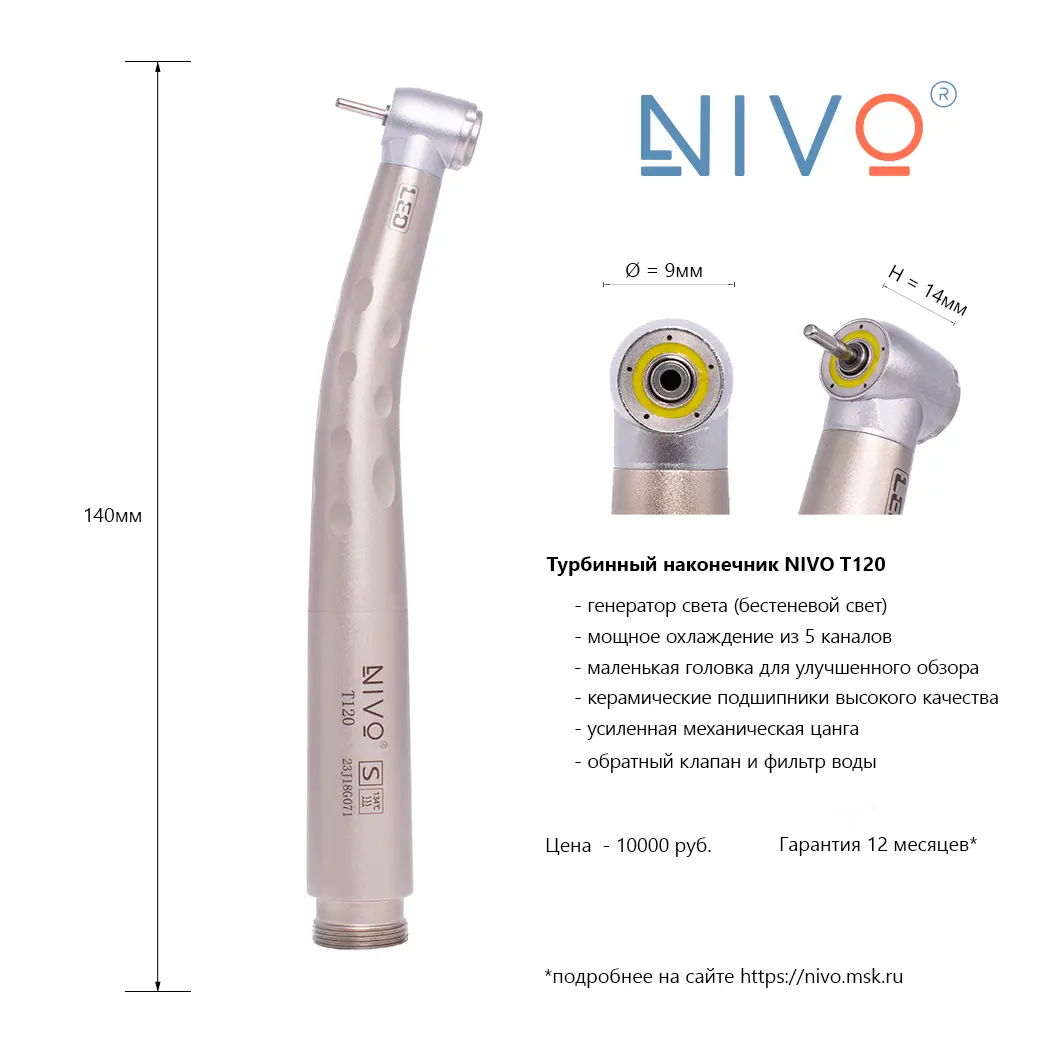 NIVO ®
LED
Ø = 9мм
H = 14мм
LED
140мм
Турбинный наконечник NIVO T120
- генератор света (бестеневой свет)
- мощное охлаждение из 5 каналов
- маленькая головка для улучшенного обзора
- керамические подшипники высокого качества
- усиленная механическая цанга
- обратный клапан и фильтр воды
NIVO®
T120
S
134℃
23J18G071
Цена - 10000 руб.
Гарантия 12 месяцев*
*подробнее на сайте https://nivo.msk.ru